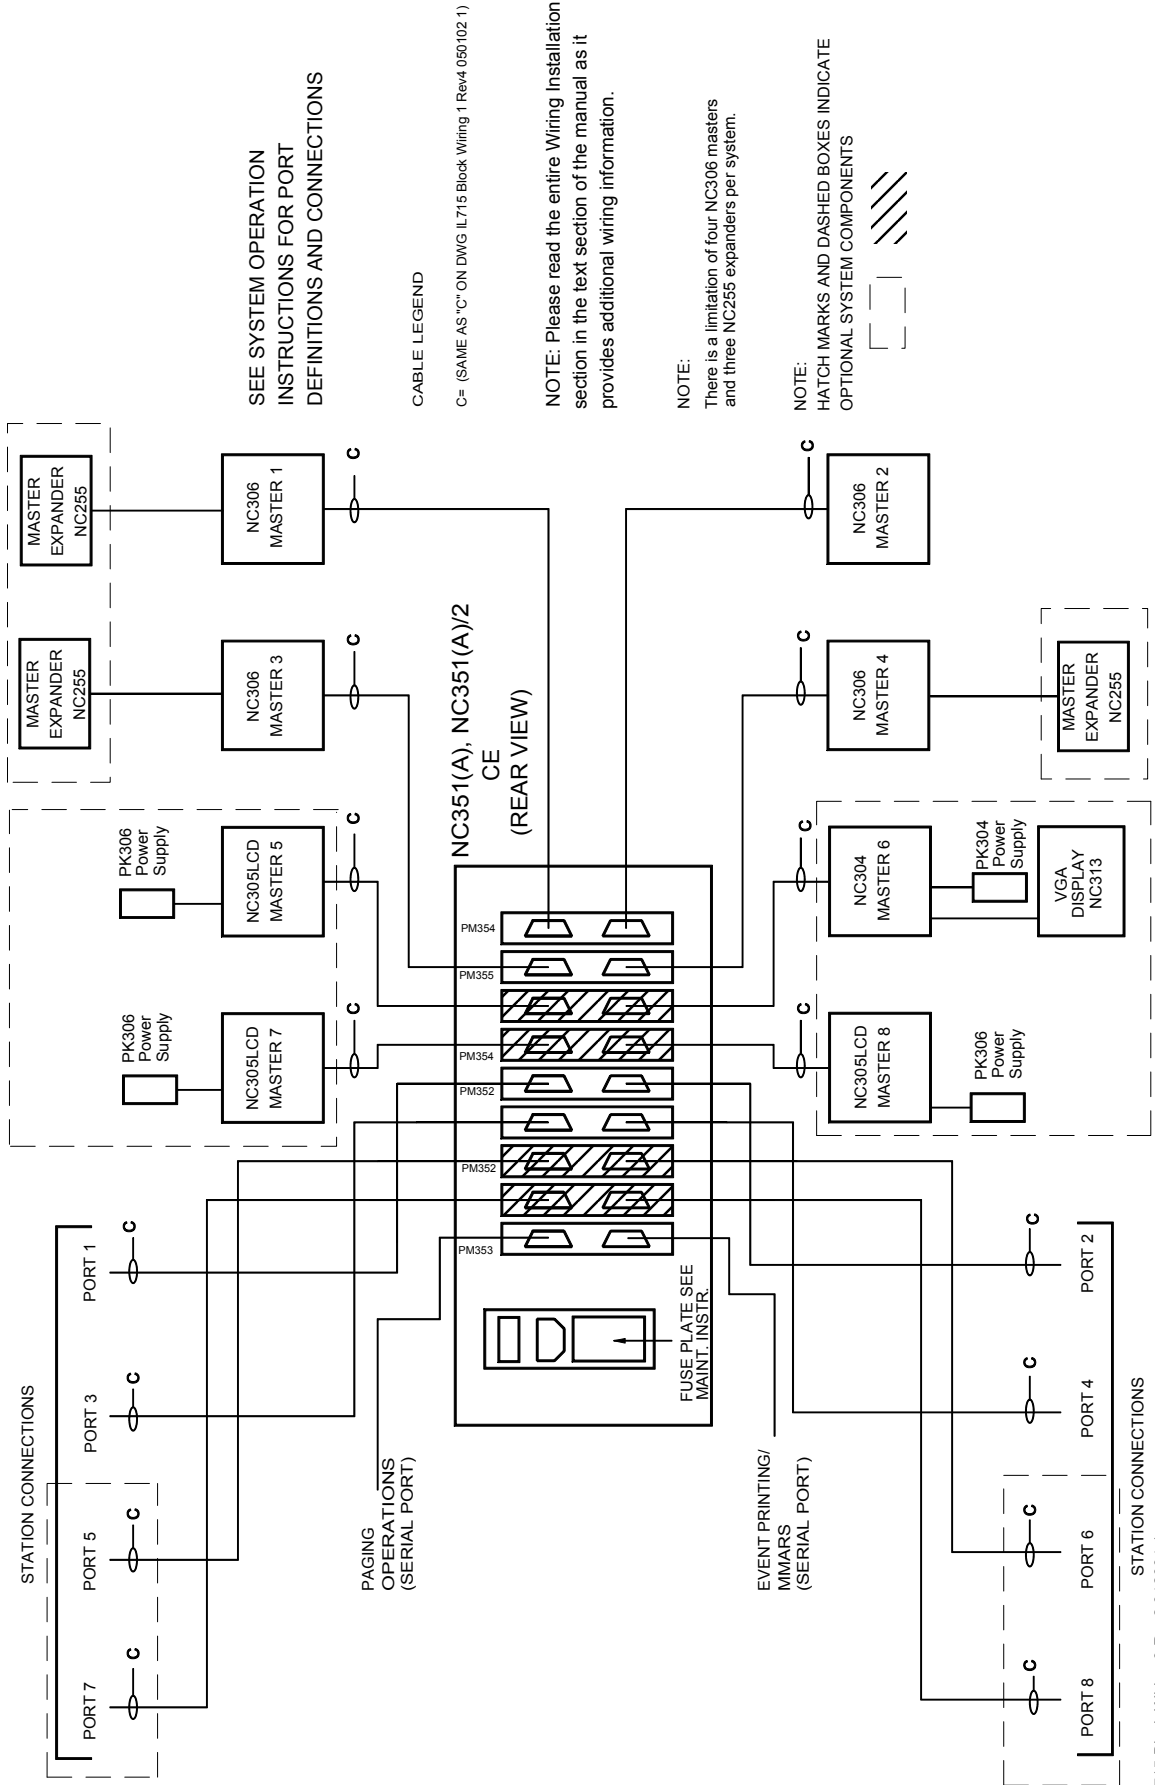 STATION CONNECTIONS
PORT 7
PORT 5
PORT 3
PORT 1
C
C
C
C
PK306
Power
Supply
PK306
Power
Supply
NC305LCD
MASTER 7
NC305LCD
MASTER 5
C
C
MASTER
EXPANDER
NC255
MASTER
EXPANDER
NC255
NC306
MASTER 3
NC306
MASTER 1
C
C
SEE SYSTEM OPERATION
INSTRUCTIONS FOR PORT
DEFINITIONS AND CONNECTIONS
CABLE LEGEND
C= (SAME AS "C" ON DWG IL715 Block Wiring 1 Rev4 050102 1)
NOTE: Please read the entire Wiring Installation
section in the text section of the manual as it
provides additional wiring information.
NOTE:
There is a limitation of four NC306 masters
and three NC255 expanders per system.
NOTE:
HATCH MARKS AND DASHED BOXES INDICATE
OPTIONAL SYSTEM COMPONENTS
NC351(A), NC351(A)/2
CE
(REAR VIEW)
PM353
PM352
PM352
PM354
PM355
PM354
FUSE PLATE SEE
MAINT. INSTR.
PAGING
OPERATIONS
(SERIAL PORT)
EVENT PRINTING/
MMARS
(SERIAL PORT)
C
C
C
C
NC305LCD
MASTER 8
NC304
MASTER 6
NC306
MASTER 4
NC306
MASTER 2
PK306
Power
Supply
PK304
Power
Supply
VGA
DISPLAY
NC313
MASTER
EXPANDER
NC255
C
C
C
C
PORT 8
PORT 6
PORT 4
PORT 2
STATION CONNECTIONS